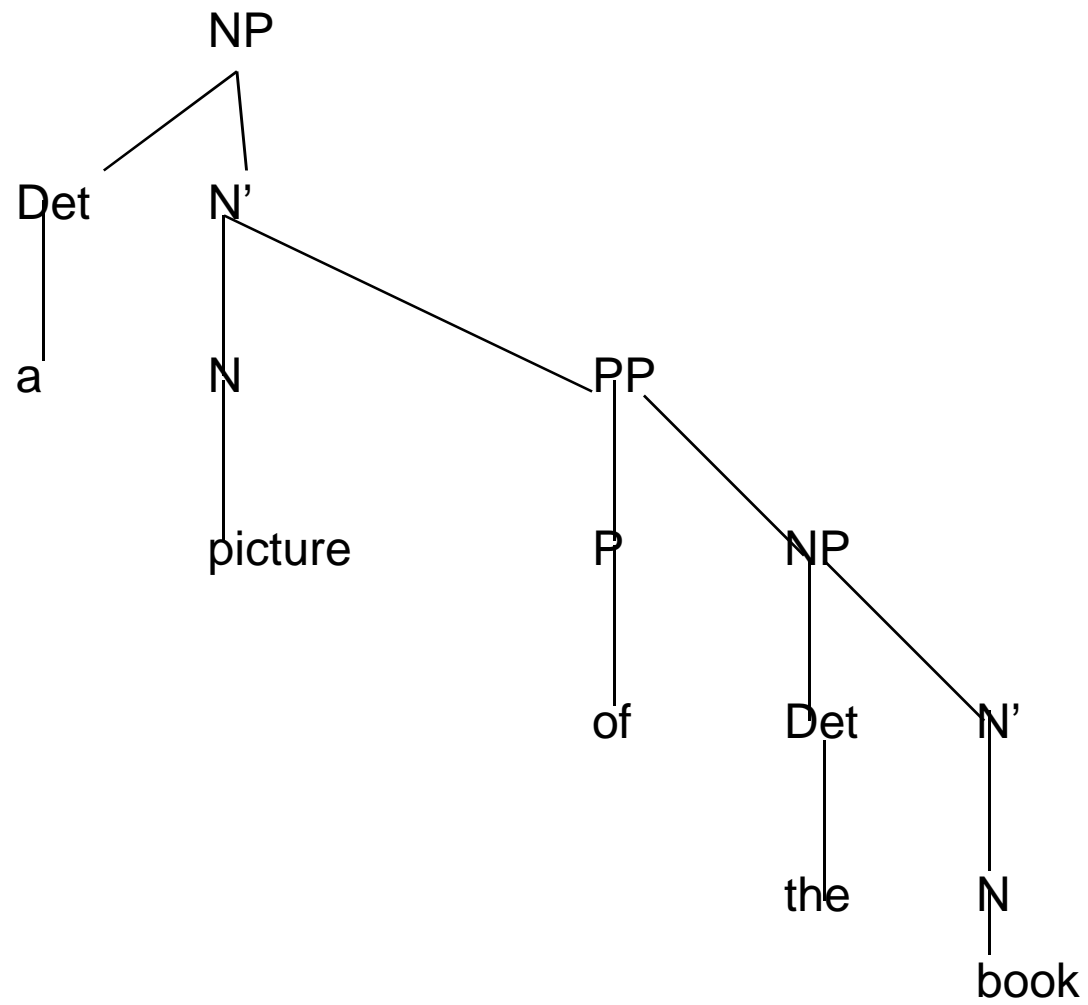 NP
Det N’
a N PP
picture P NP
of Det N’
the N
book